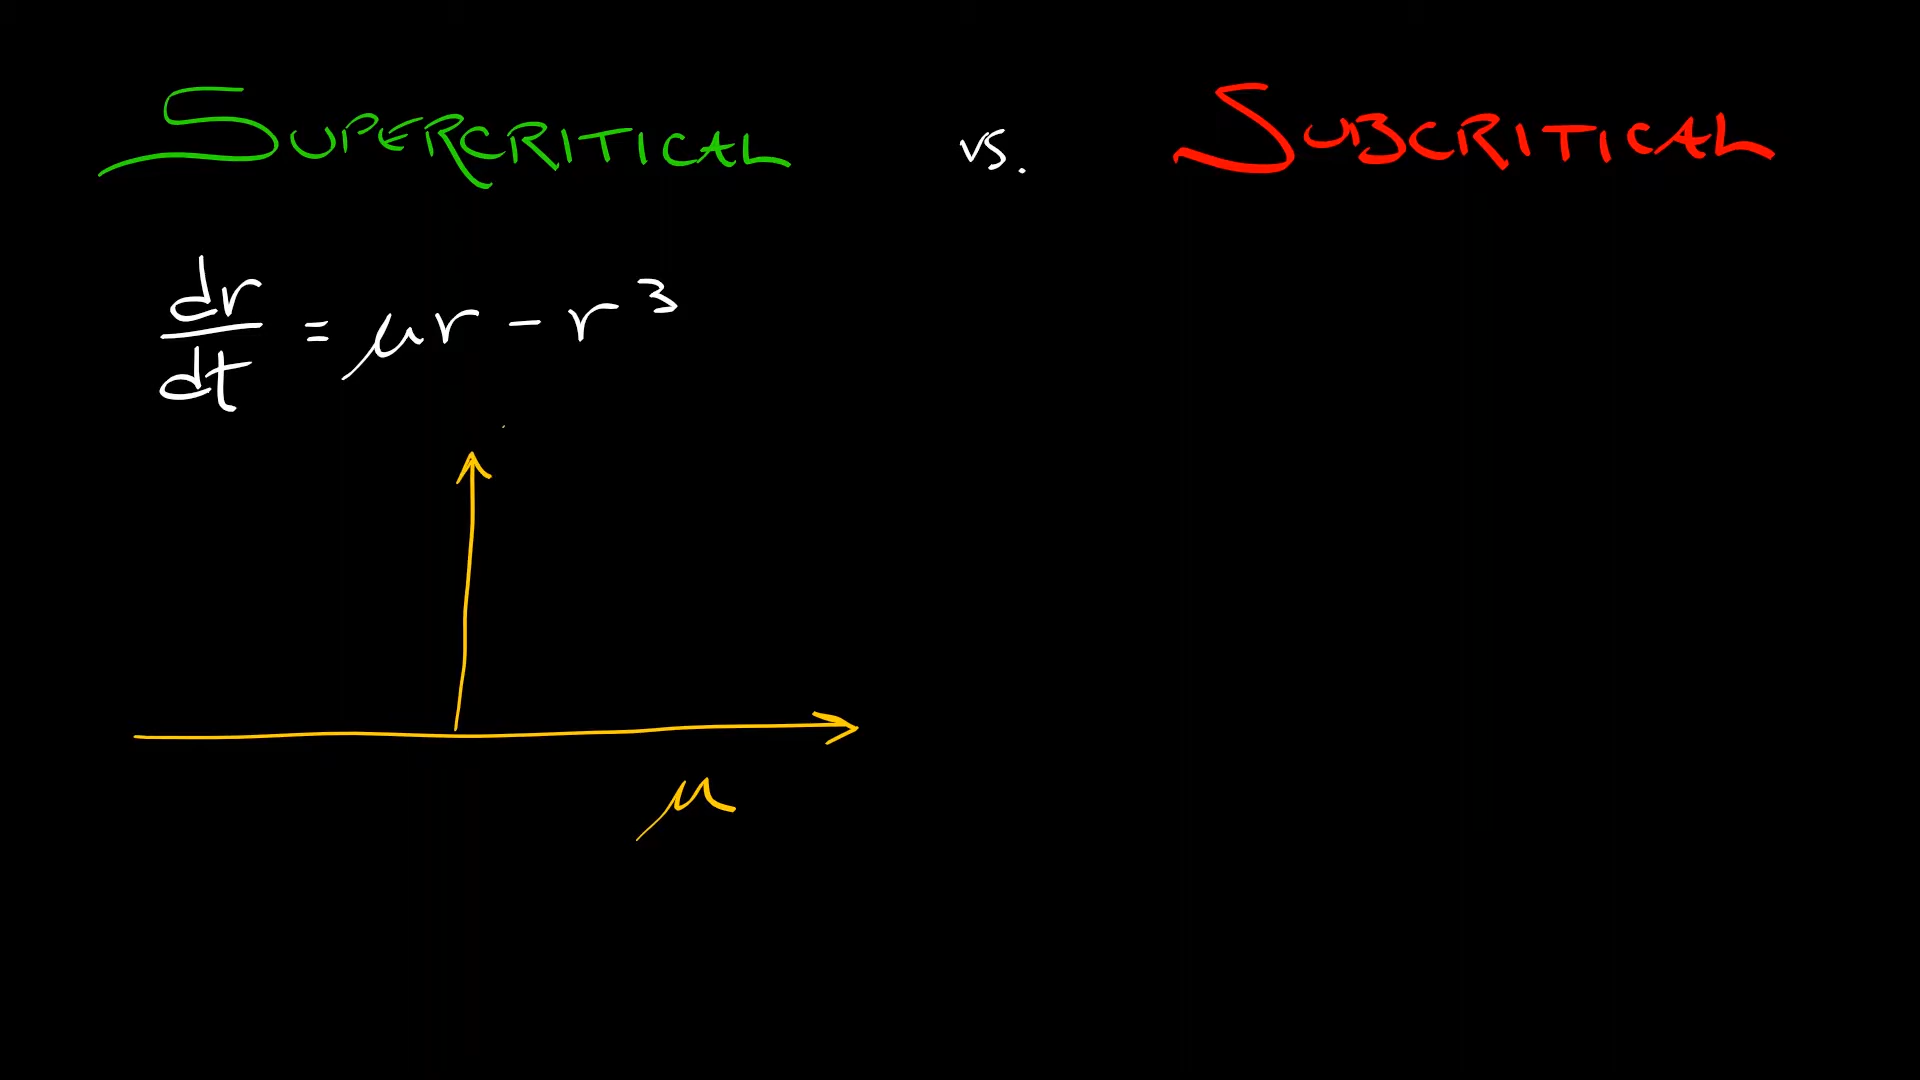 SUPERCRITICAL vs. SUBCRITICAL
dr/dt = μr - r³
μ